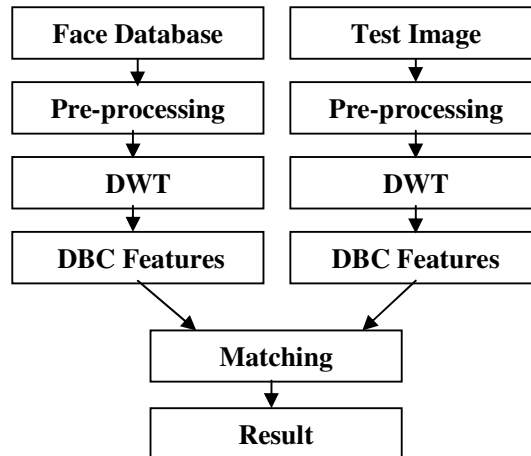 Face Database
Test Image
Pre-processing
Pre-processing
DWT
DWT
DBC Features
DBC Features
Matching
Result